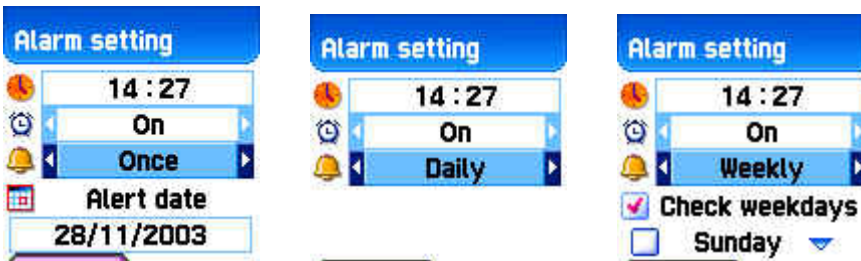 Alarm setting
14:27
On
Once
Alert date
28/11/2003
Alarm setting
14:27
On
Daily
Alarm setting
14:27
On
Weekly
Check weekdays
Sunday